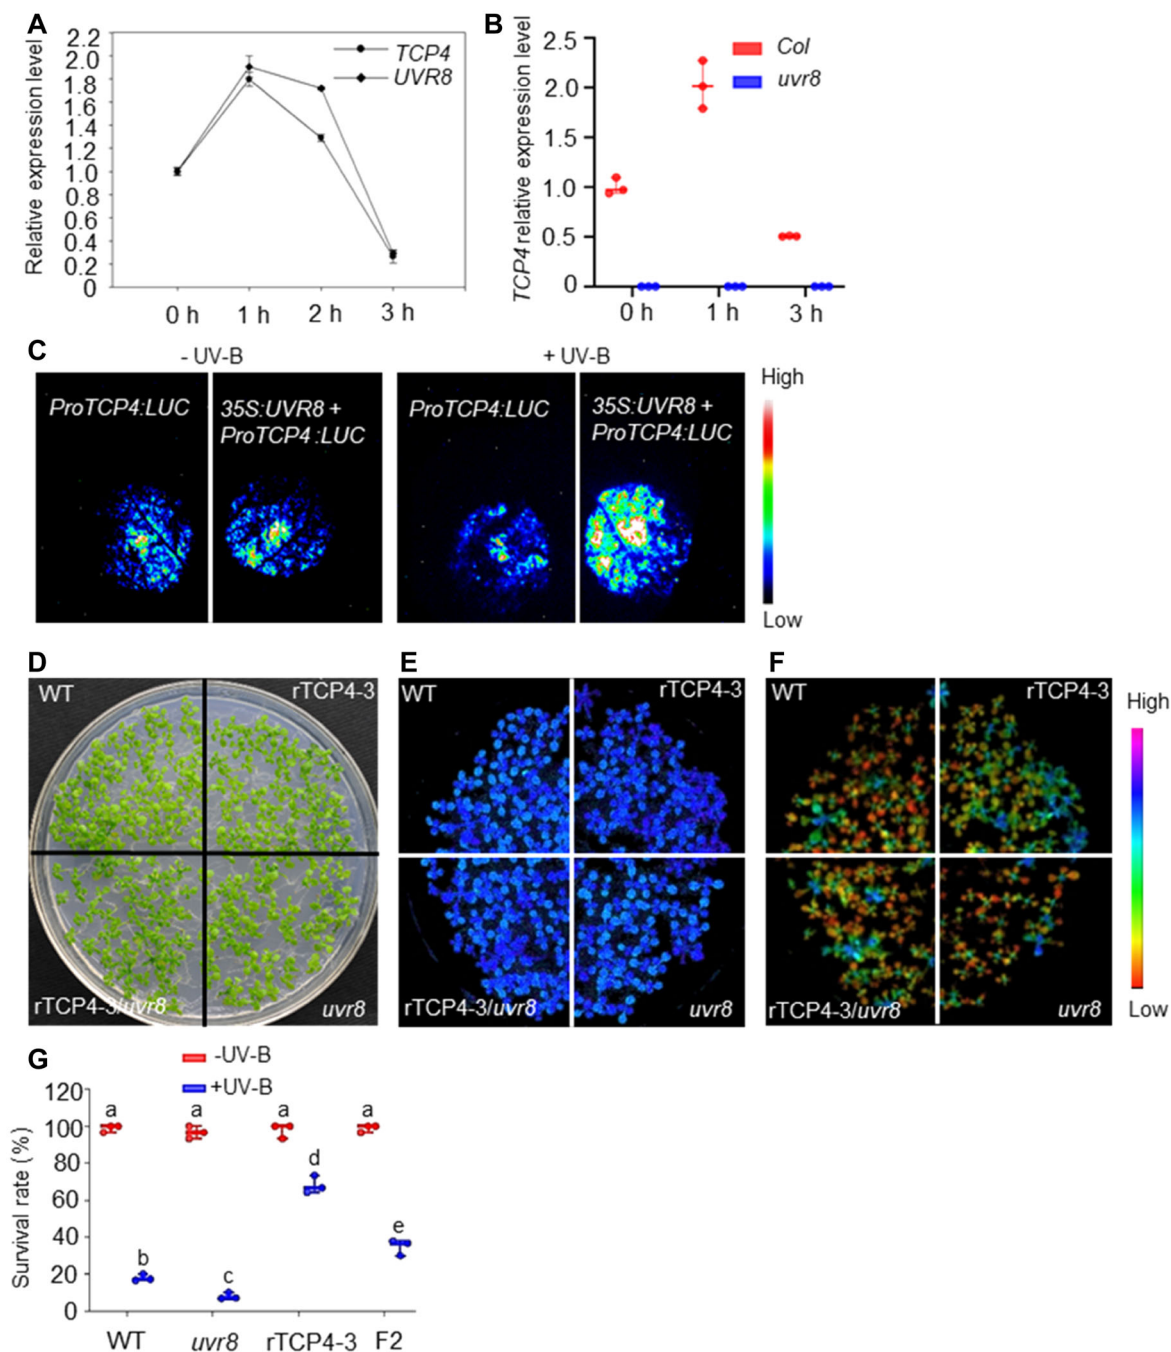 A
Relative expression level
2.2
2.0
1.8
1.6
1.4
1.2
1.0
0.8
0.6
0.4
0.2
0
TCP4
UVR8
0 h 1 h 2 h 3 h
B
TCP4 relative expression level
2.5
2.0
1.5
1.0
0.5
0
Col
uvr8
0 h 1 h 3 h
C
- UV-B
+ UV-B
ProTCP4:LUC
35S:UVR8 +
ProTCP4 :LUC
ProTCP4:LUC
35S:UVR8 +
ProTCP4:LUC
High
Low
D
WT
rTCP4-3
rTCP4-3/uvr8
uvr8
E
WT
rTCP4-3
rTCP4-3/uvr8
uvr8
F
WT
rTCP4-3
rTCP4-3/uvr8
uvr8
High
Low
G
-UV-B
+UV-B
Survival rate (%)
120
100
80
60
40
20
0
a a a a
b c d e
WT uvr8 rTCP4-3 F2